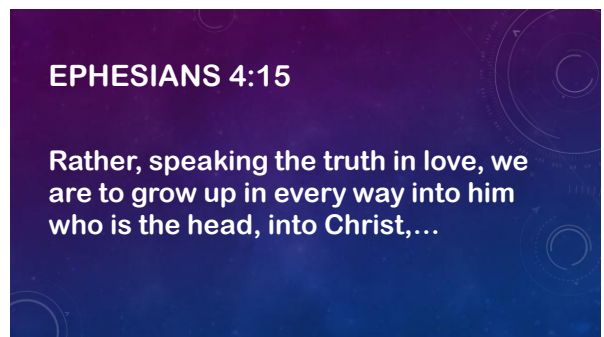 EPHESIANS 4:15
Rather, speaking the truth in love, we
are to grow up in every way into him
who is the head, into Christ,…